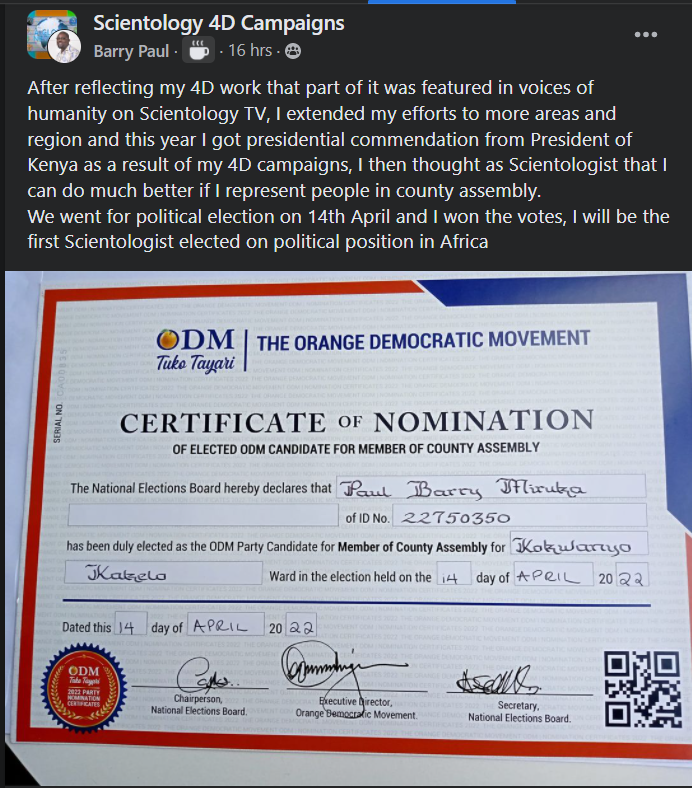 Scientology 4D Campaigns
Barry Paul · · 16 hrs ·
After reflecting my 4D work that part of it was featured in voices of
humanity on Scientology TV, I extended my efforts to more areas and
region and this year I got presidential commendation from President of
Kenya as a result of my 4D campaigns, I then thought as Scientologist that I
can do much better if I represent people in county assembly.
We went for political election on 14th April and I won the votes, I will be the
first Scientologist elected on political position in Africa
ODM
Tuko Tayari
THE ORANGE DEMOCRATIC MOVEMENT
SERIAL NO.
CERTIFICATE OF NOMINATION
OF ELECTED ODM CANDIDATE FOR MEMBER OF COUNTY ASSEMBLY
The National Elections Board hereby declares that Paul Barry Miruka
of ID No. 22750350
has been duly elected as the ODM Party Candidate for Member of County Assembly for Kokwanyo
Kakelo Ward in the election held on the 14 day of APRIL 20 22
Dated this 14 day of APRIL 20 22
ODM
Tuko Tayari
2022 PARTY
NOMINATION
CERTIFICATES
Chairperson,
National Elections Board.
Executive Director,
Orange Democratic Movement.
Secretary,
National Elections Board.